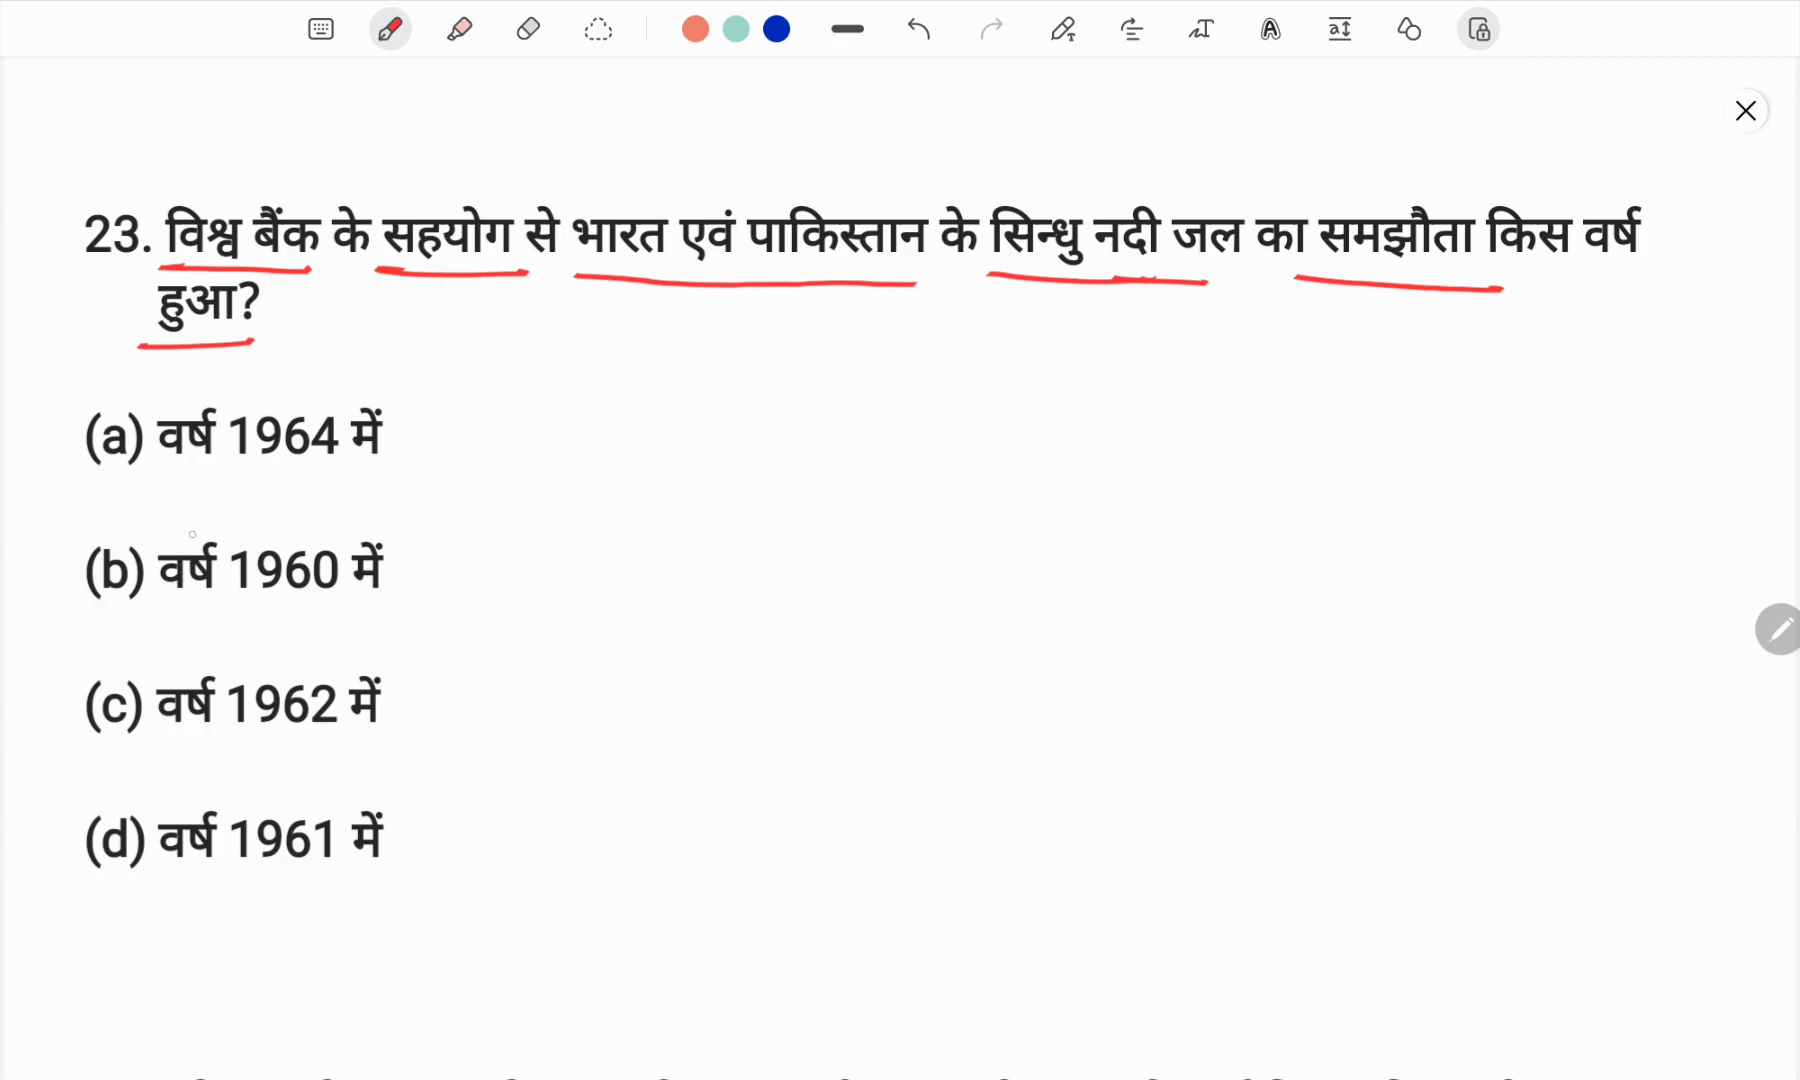 23. विश्व बैंक के सहयोग से भारत एवं पाकिस्तान के सिन्धु नदी जल का समझौता किस वर्ष
हुआ?
(a) वर्ष 1964 में
(b) वर्ष 1960 में
(c) वर्ष 1962 में
(d) वर्ष 1961 में